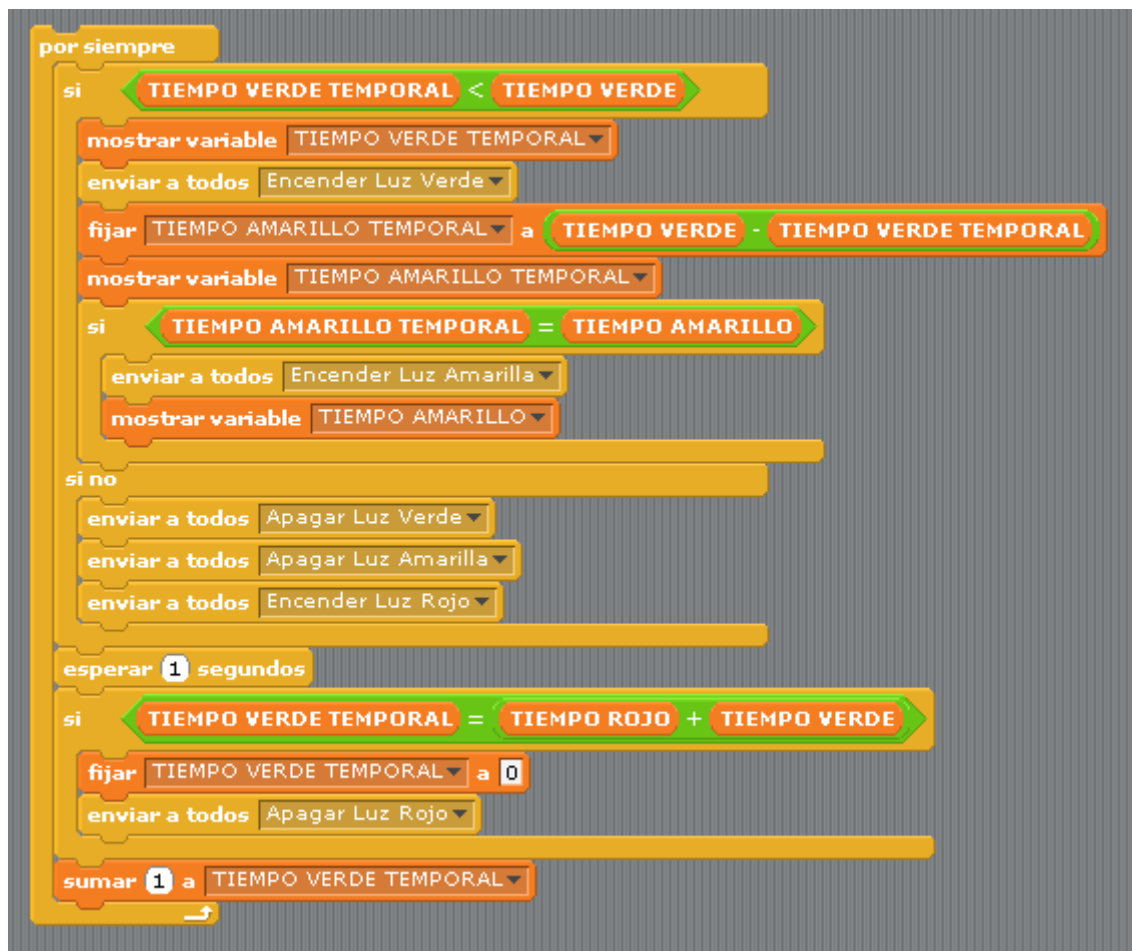 por siempre
si TIEMPO VERDE TEMPORAL < TIEMPO VERDE
mostrar variable TIEMPO VERDE TEMPORAL
enviar a todos Encender Luz Verde
fijar TIEMPO AMARILLO TEMPORAL a TIEMPO VERDE - TIEMPO VERDE TEMPORAL
mostrar variable TIEMPO AMARILLO TEMPORAL
si TIEMPO AMARILLO TEMPORAL = TIEMPO AMARILLO
enviar a todos Encender Luz Amarilla
mostrar variable TIEMPO AMARILLO
si no
enviar a todos Apagar Luz Verde
enviar a todos Apagar Luz Amarilla
enviar a todos Encender Luz Rojo
esperar 1 segundos
si TIEMPO VERDE TEMPORAL = TIEMPO ROJO + TIEMPO VERDE
fijar TIEMPO VERDE TEMPORAL a 0
enviar a todos Apagar Luz Rojo
sumar 1 a TIEMPO VERDE TEMPORAL